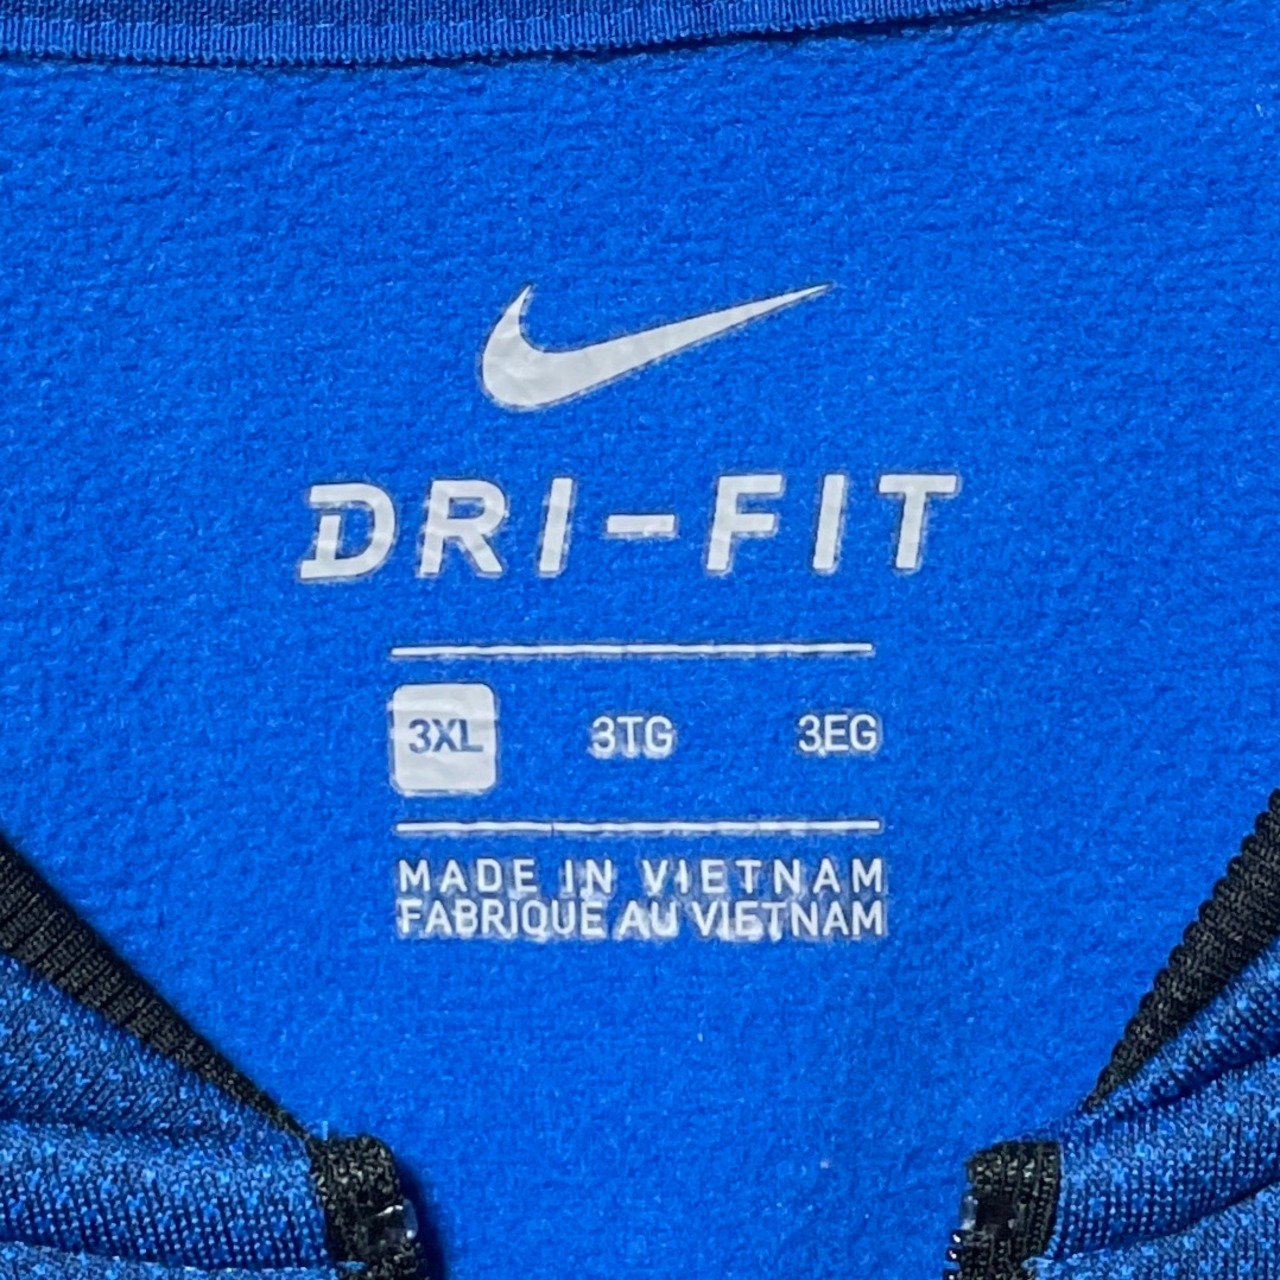 DRI-FIT
3XL 3TG 3EG
MADE IN VIETNAM
FABRIQUE AU VIETNAM